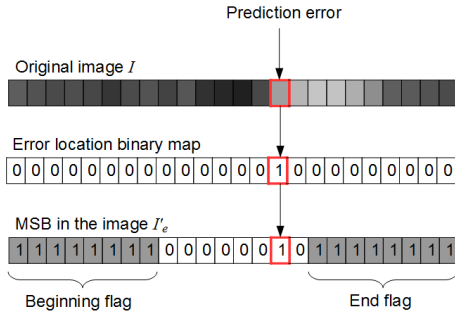 Prediction error
Original image I
Error location binary map
0 0 0 0 0 0 0 0 0 0 0 0 0 0 1 0 0 0 0 0 0 0 0 0
MSB in the image I'ₑ
1 1 1 1 1 1 1 1 0 0 0 0 0 0 1 0 1 1 1 1 1 1 1 1
Beginning flag End flag